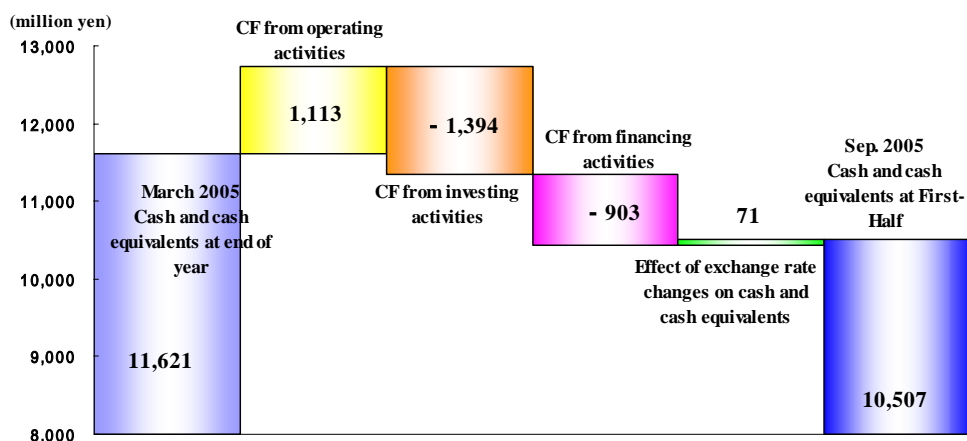 (million yen)
13,000
12,000
11,000
10,000
9,000
8,000
March 2005
Cash and cash
equivalents at end of
year
11,621
CF from operating
activities
1,113
- 1,394
CF from investing
activities
CF from financing
activities
- 903
71
Effect of exchange rate
changes on cash and
cash equivalents
Sep. 2005
Cash and cash
equivalents at First-
Half
10,507